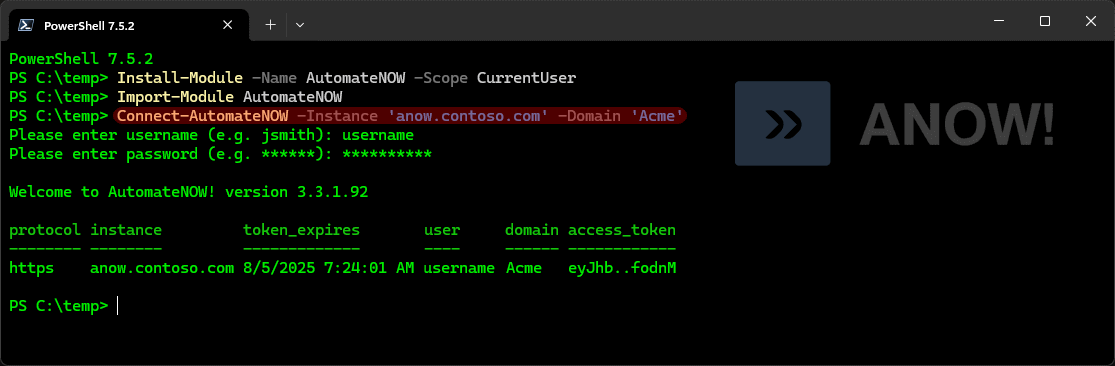 PowerShell 7.5.2
PowerShell 7.5.2
PS C:\temp> Install-Module -Name AutomateNOW -Scope CurrentUser
PS C:\temp> Import-Module AutomateNOW
PS C:\temp> Connect-AutomateNOW -Instance 'anow.contoso.com' -Domain 'Acme'
Please enter username (e.g. jsmith): username
Please enter password (e.g. ******): **********
Welcome to AutomateNOW! version 3.3.1.92
protocol instance token_expires user domain access_token
-------- -------- ------------- ---- ------ ------------
https anow.contoso.com 8/5/2025 7:24:01 AM username Acme eyJhb..fodnM
PS C:\temp>
ANOW!